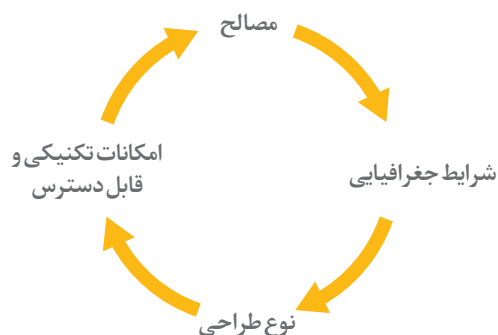 مصالح
شرایط جغرافیایی
نوع طراحی
امکانات تکنیکی و
قابل دسترس